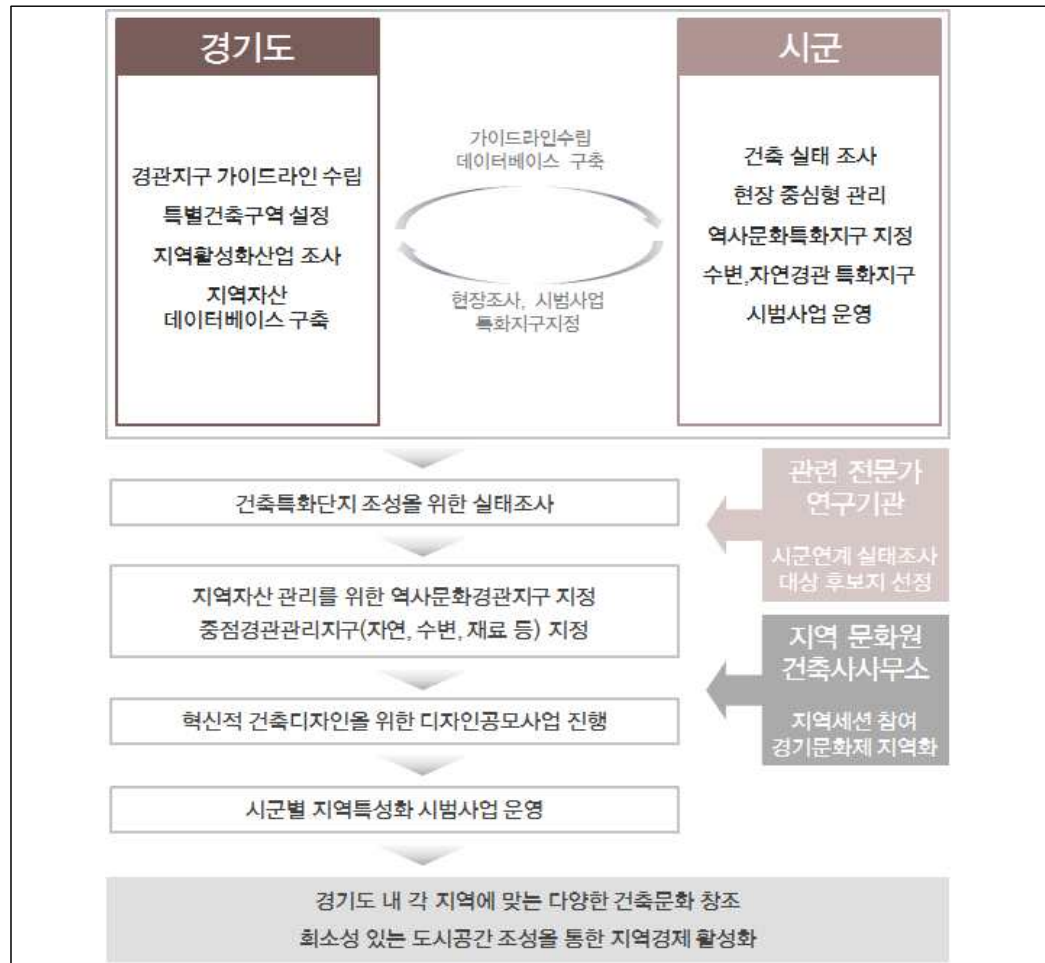 경기도
경관지구 가이드라인 수립
특별건축구역 설정
지역활성화산업 조사
지역자산
데이터베이스 구축
가이드라인수립
데이터베이스 구축
현장조사, 시범사업
특화지구지정
시군
건축 실태 조사
현장 중심형 관리
역사문화특화지구 지정
수변,자연경관 특화지구
시범사업 운영
건축특화단지 조성을 위한 실태조사
관련 전문가
연구기관
시군연계 실태조사
대상 후보지 선정
지역자산 관리를 위한 역사문화경관지구 지정
중점경관관리지구(자연, 수변, 재료 등) 지정
지역 문화원
건축사사무소
지역세션 참여
경기문화제 지역화
혁신적 건축디자인을 위한 디자인공모사업 진행
시군별 지역특성화 시범사업 운영
경기도 내 각 지역에 맞는 다양한 건축문화 창조
희소성 있는 도시공간 조성을 통한 지역경제 활성화